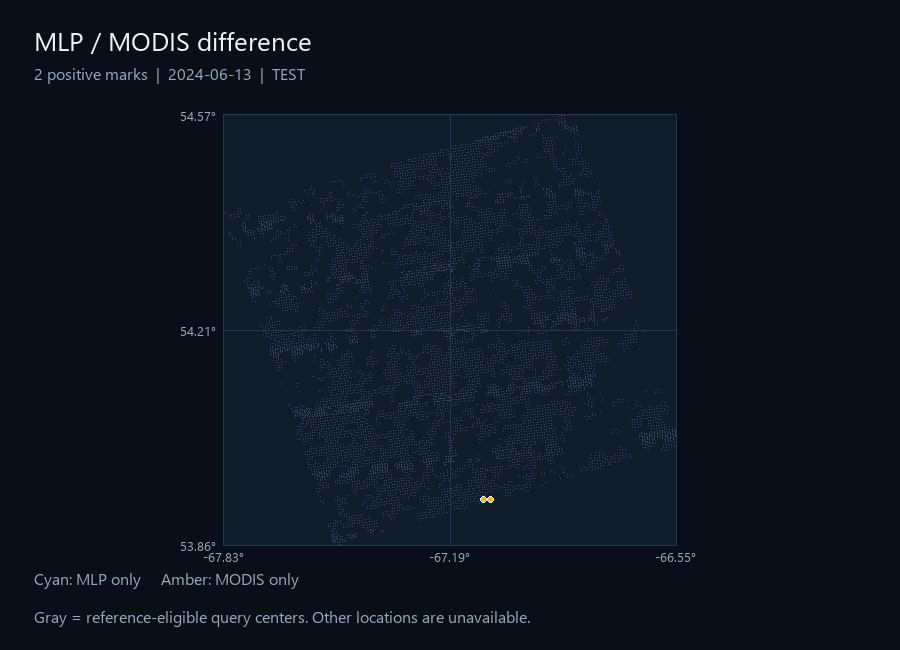 MLP / MODIS difference
2 positive marks | 2024-06-13 | TEST
54.57°
54.21°
53.86°
-67.83°
-67.19°
-66.55°
Cyan: MLP only Amber: MODIS only
Gray = reference-eligible query centers. Other locations are unavailable.